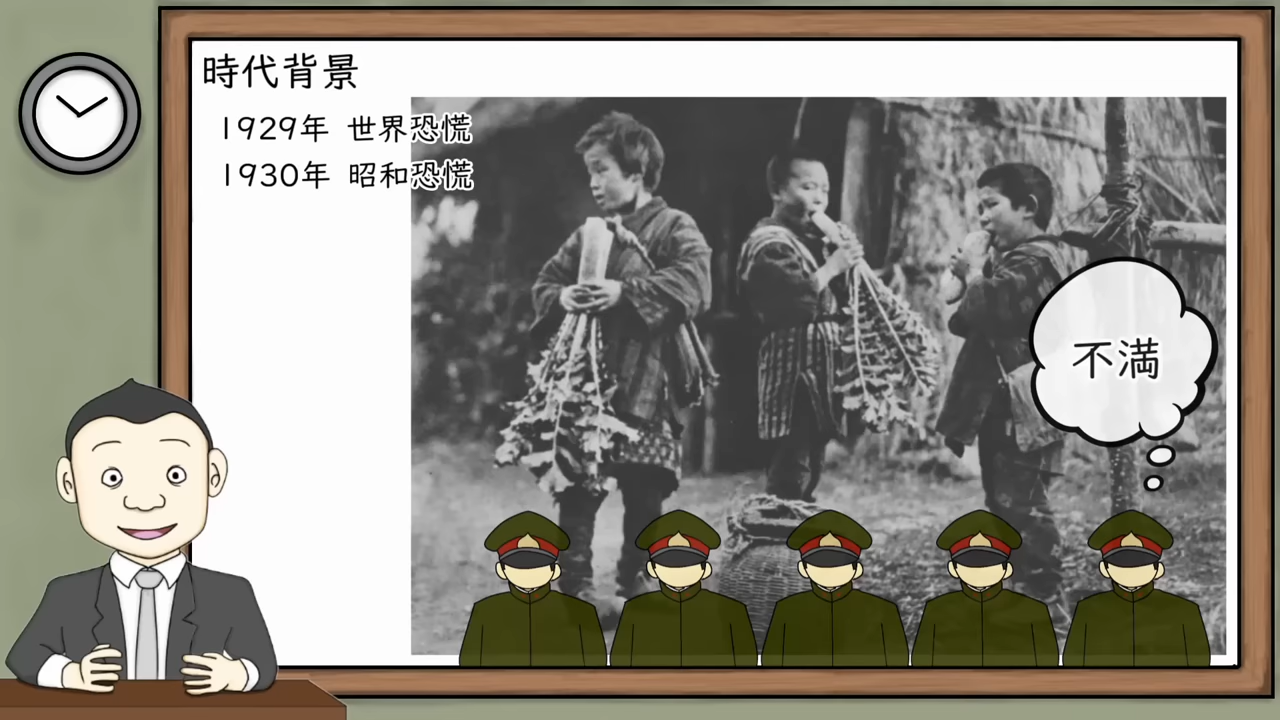 時代背景
1929年 世界恐慌
1930年 昭和恐慌
不満